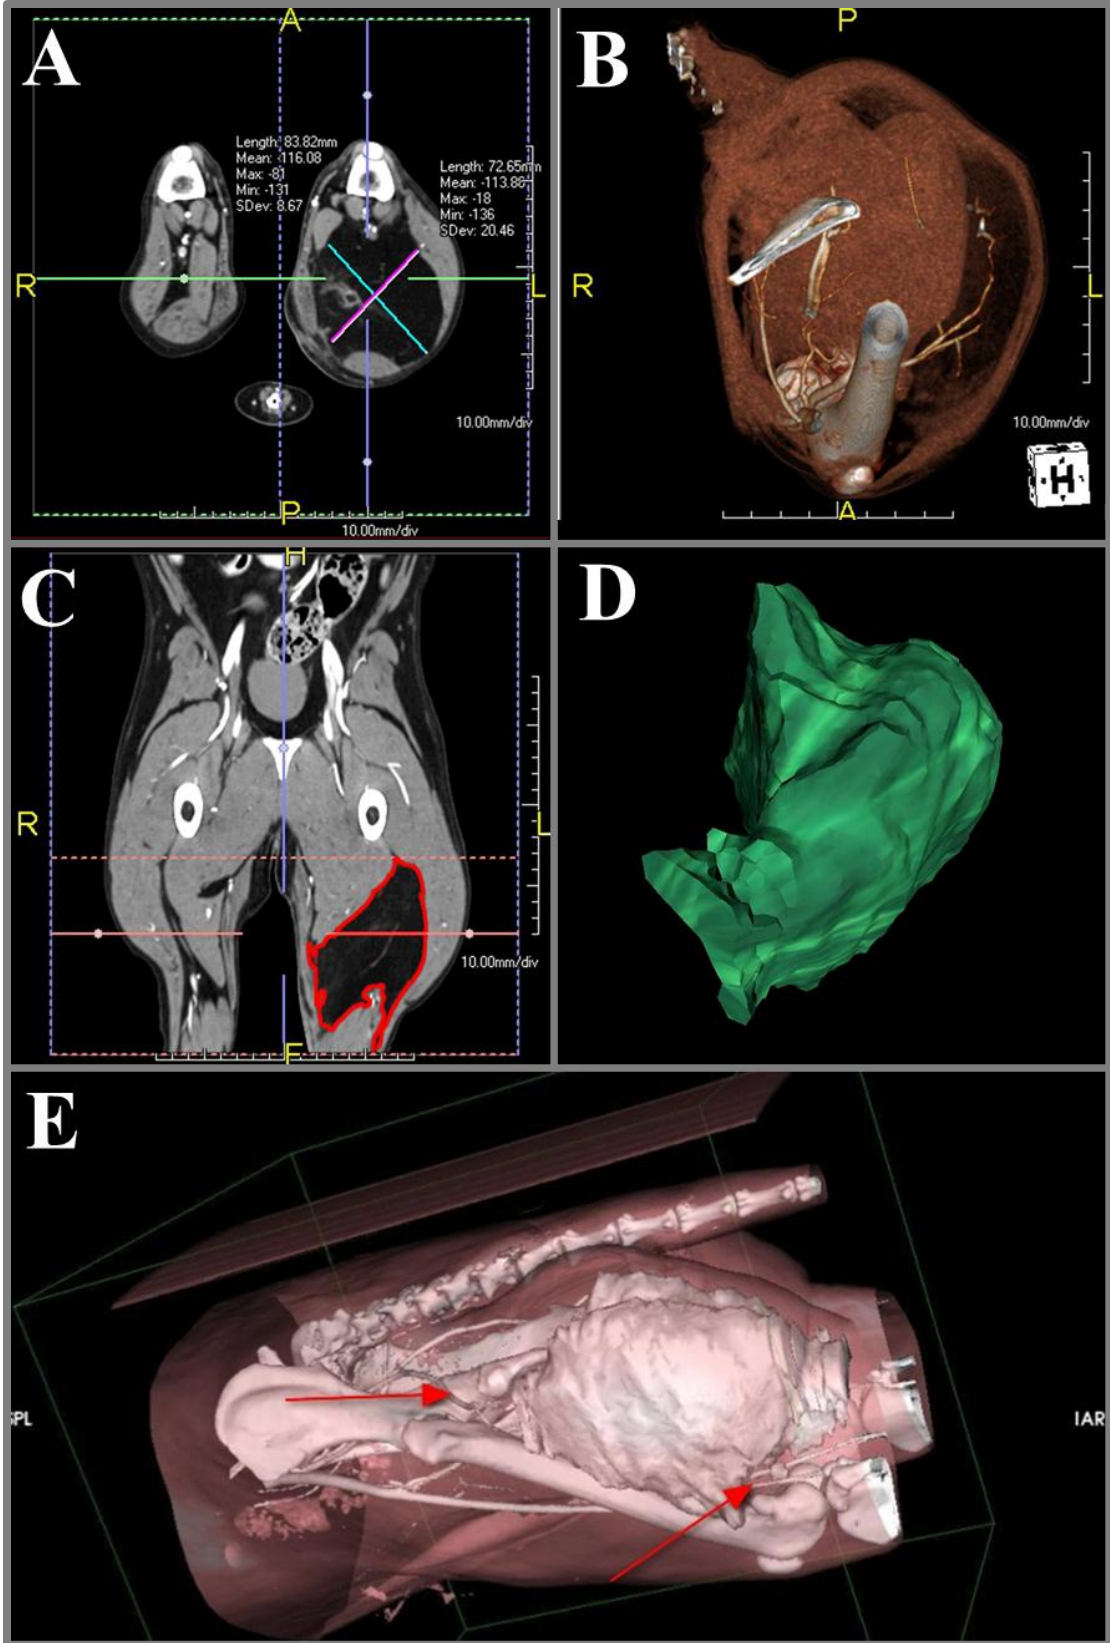 A
A
Length: 83.82mm
Mean: -116.08
Max: -81
Min: -131
SDev: 8.67
Length: 72.65mm
Mean: -113.86
Max: -18
Min: -136
SDev: 20.46
R
L
10.00mm/div
P
10.00mm/div
B
P
R
L
10.00mm/div
H
A
C
H
R
L
10.00mm/div
F
D
E
SPL
IAR